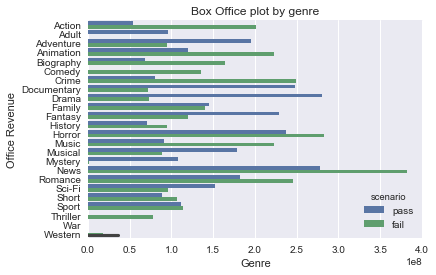 Box Office plot by genre
Office Revenue
Action
Adult
Adventure
Animation
Biography
Comedy
Crime
Documentary
Drama
Family
Fantasy
History
Horror
Music
Musical
Mystery
News
Romance
Sci-Fi
Short
Sport
Thriller
War
Western
scenario
pass
fail
0.0 0.5 1.0 1.5 2.0 2.5 3.0 3.5 4.0
1e8
Genre